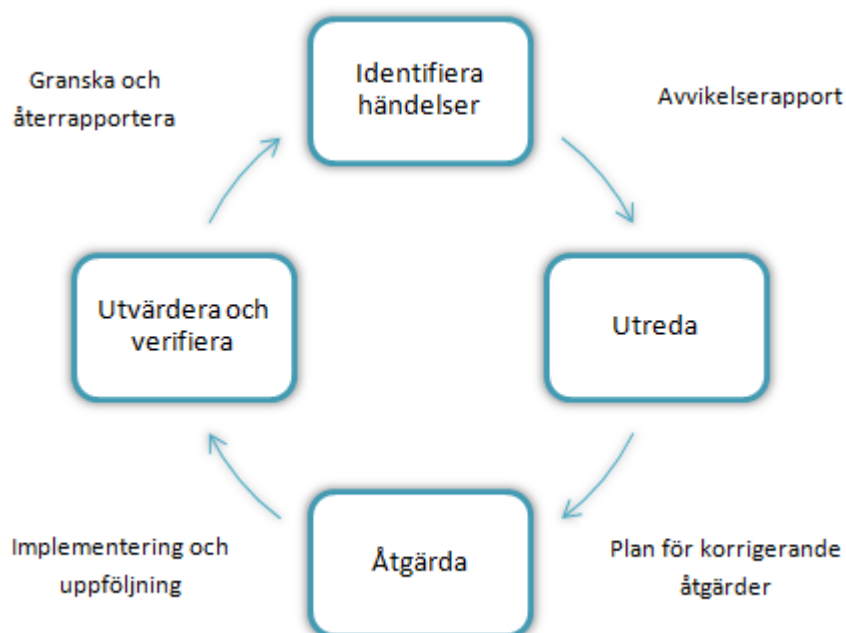 Identifiera
händelser
Granska och
återrapportera
Avvikelserapport
Utvärdera och
verifiera
Utreda
Implementering och
uppföljning
Åtgärda
Plan för korrigerande
åtgärder